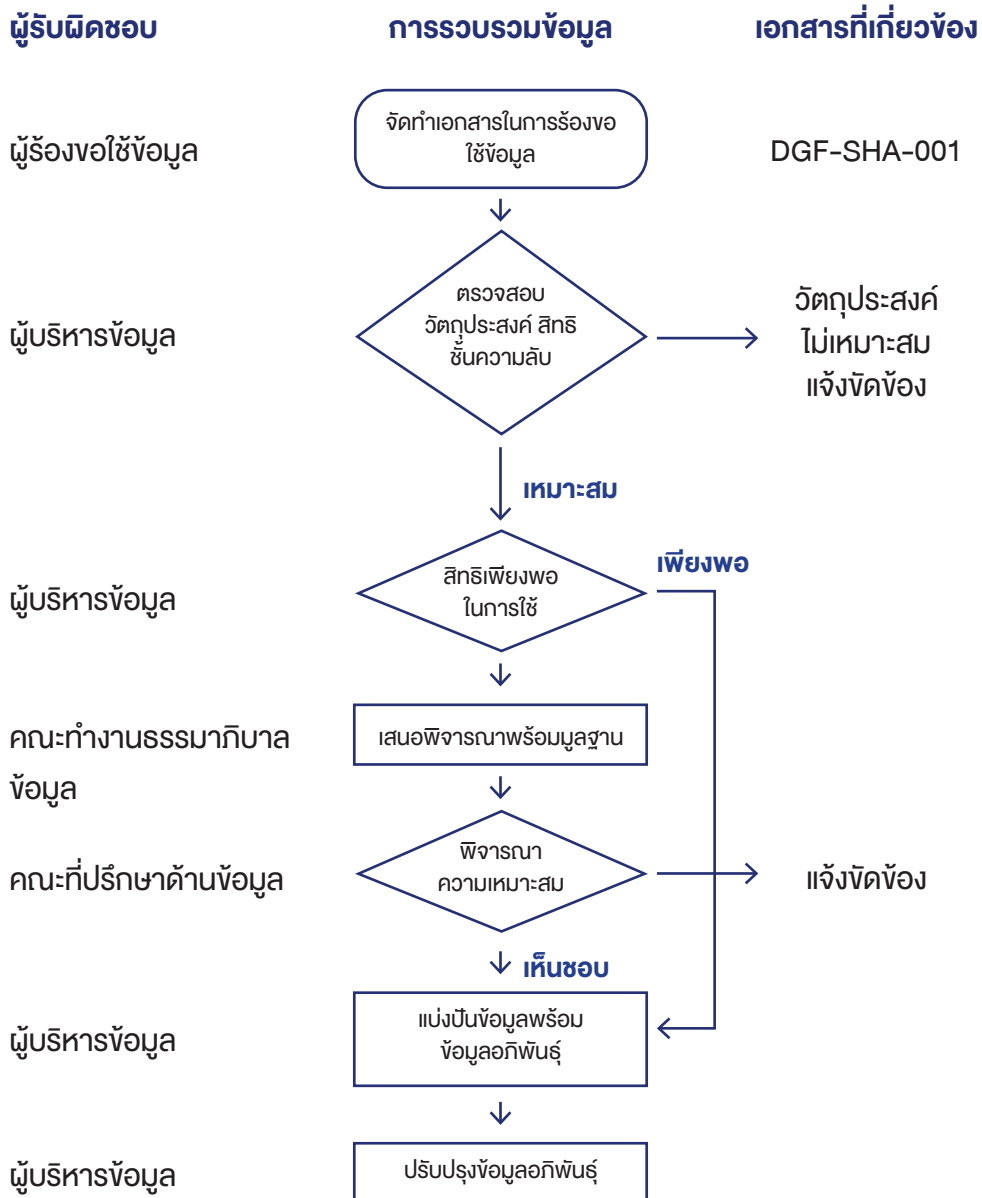 ผู้รับผิดชอบ
การรวบรวมข้อมูล
เอกสารที่เกี่ยวข้อง
ผู้ร้องขอใช้ข้อมูล
จัดทำเอกสารในการร้องขอ
ใช้ข้อมูล
DGF-SHA-001
ผู้บริหารข้อมูล
ตรวจสอบ
วัตถุประสงค์ สิทธิ
ชั้นความลับ
วัตถุประสงค์
ไม่เหมาะสม
แจ้งขัดข้อง
เหมาะสม
ผู้บริหารข้อมูล
สิทธิเพียงพอ
ในการใช้
เพียงพอ
คณะทำงานธรรมาภิบาล
ข้อมูล
เสนอพิจารณาพร้อมมูลฐาน
คณะที่ปรึกษาด้านข้อมูล
พิจารณา
ความเหมาะสม
แจ้งขัดข้อง
เห็นชอบ
ผู้บริหารข้อมูล
แบ่งปันข้อมูลพร้อม
ข้อมูลอภิพันธุ์
ผู้บริหารข้อมูล
ปรับปรุงข้อมูลอภิพันธุ์